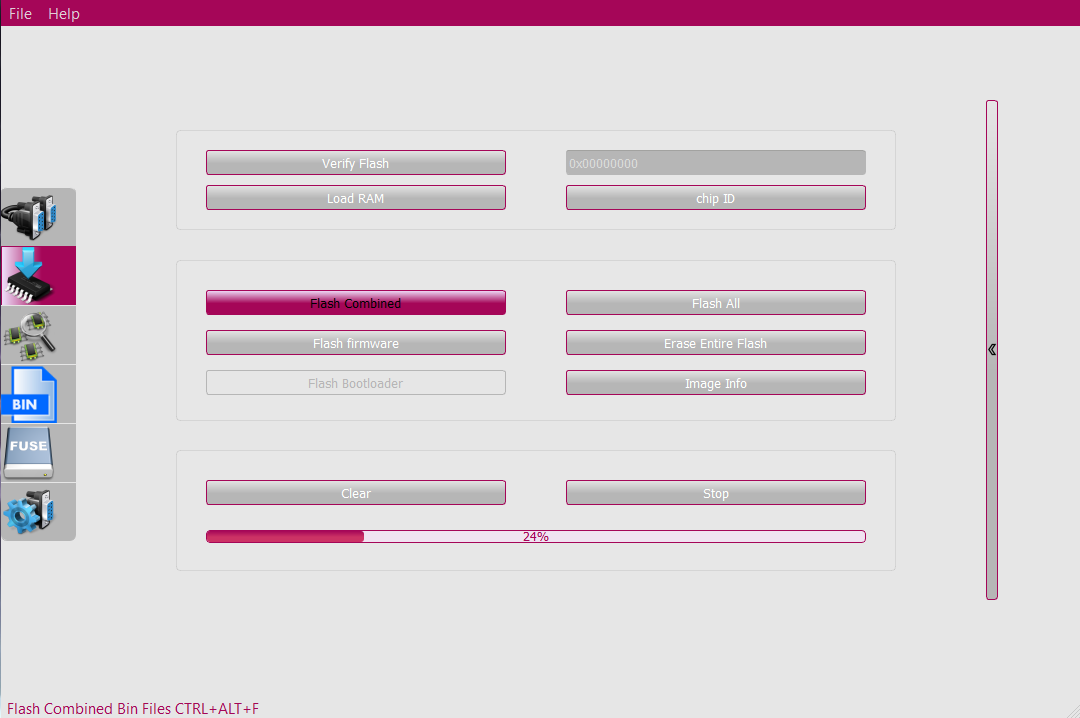 File Help
Verify Flash 0x00000000
Load RAM chip ID
Flash Combined Flash All
Flash firmware Erase Entire Flash
BIN Flash Bootloader Image Info
FUSE
Clear Stop
24%
Flash Combined Bin Files CTRL+ALT+F